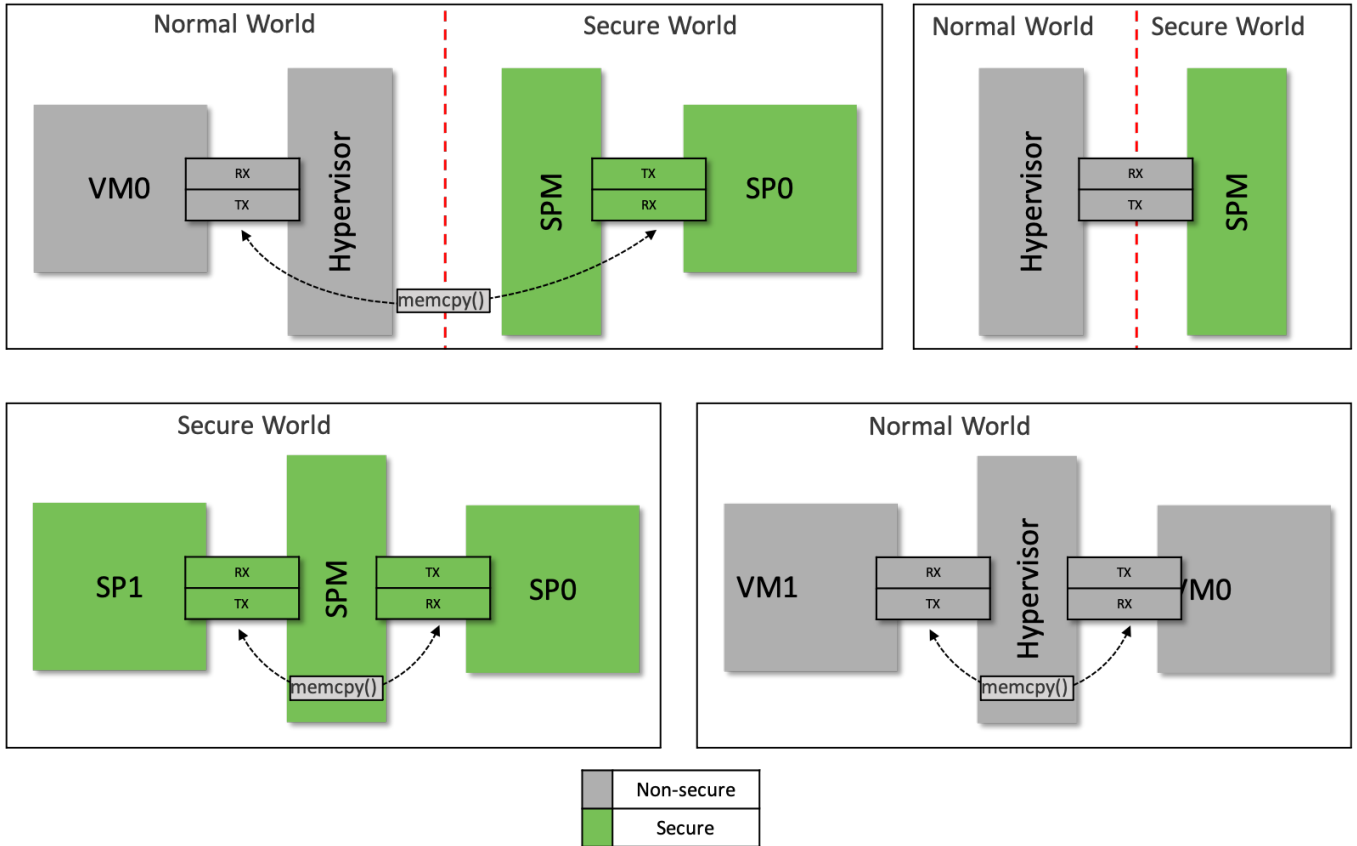 Normal World
Secure World
VM0
RX
TX
Hypervisor
SPM
TX
RX
SP0
memcpy()
Normal World
Secure World
Hypervisor
RX
TX
SPM
Secure World
SP1
RX
TX
SPM
TX
RX
SP0
memcpy()
Normal World
VM1
RX
TX
Hypervisor
TX
RX
VM0
memcpy()
Non-secure
Secure